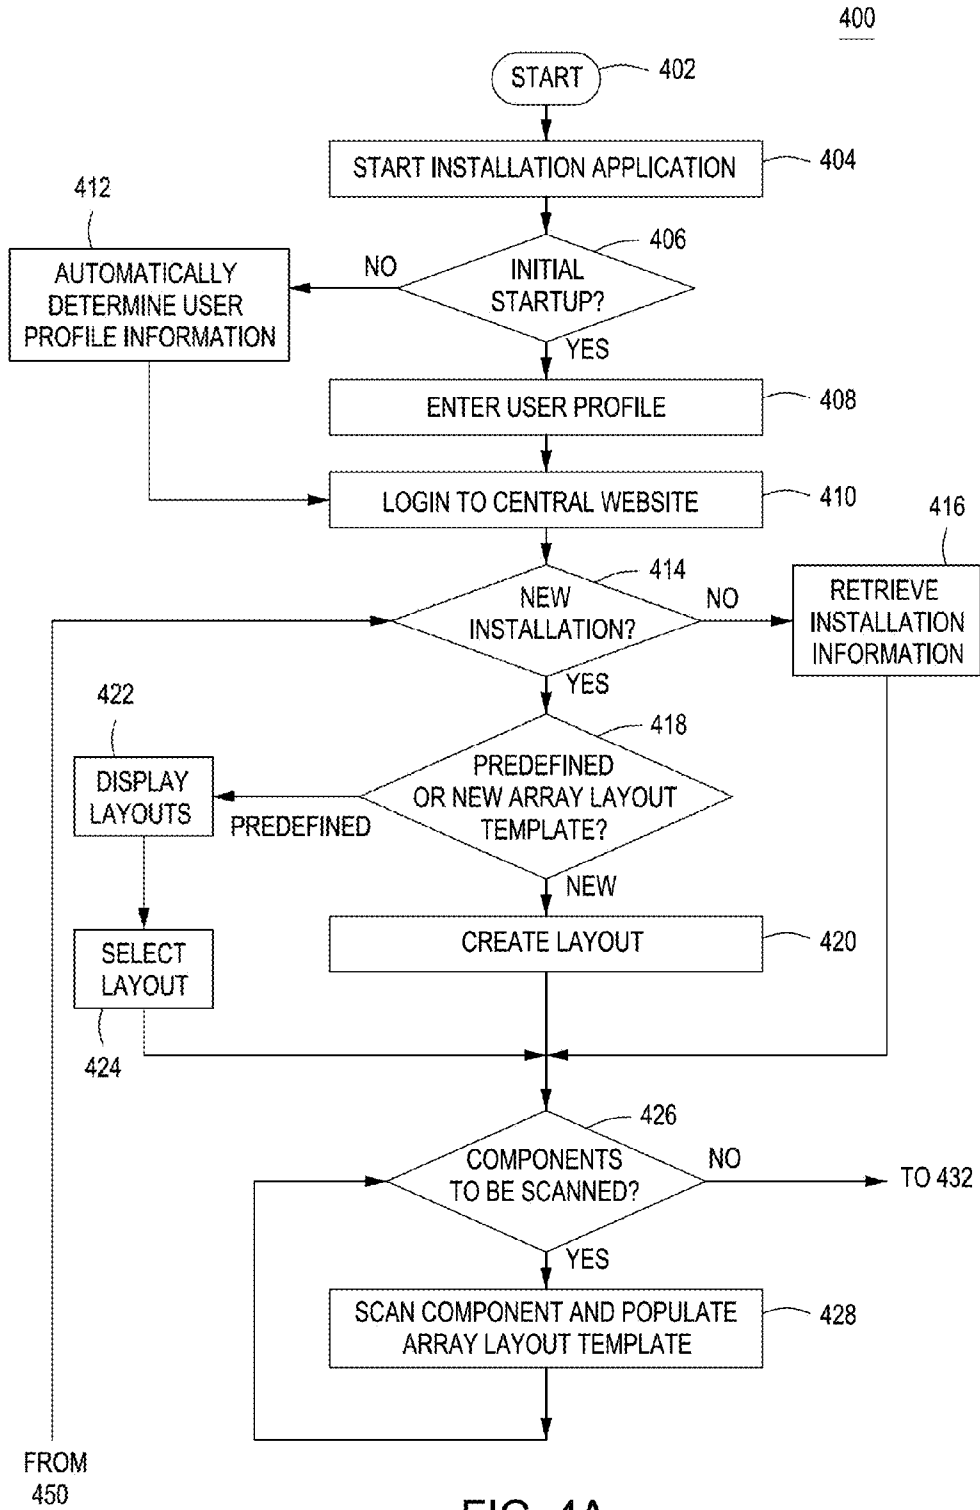 400
START
402
START INSTALLATION APPLICATION
404
412
406
AUTOMATICALLY
DETERMINE USER
PROFILE INFORMATION
NO
INITIAL
STARTUP?
YES
ENTER USER PROFILE
408
LOGIN TO CENTRAL WEBSITE
410
416
414
NEW
INSTALLATION?
NO
RETRIEVE
INSTALLATION
INFORMATION
YES
422
418
DISPLAY
LAYOUTS
PREDEFINED
PREDEFINED
OR NEW ARRAY LAYOUT
TEMPLATE?
NEW
CREATE LAYOUT
420
SELECT
LAYOUT
424
426
COMPONENTS
TO BE SCANNED?
NO
TO 432
YES
SCAN COMPONENT AND POPULATE
ARRAY LAYOUT TEMPLATE
428
FROM
450
FIG. 4A